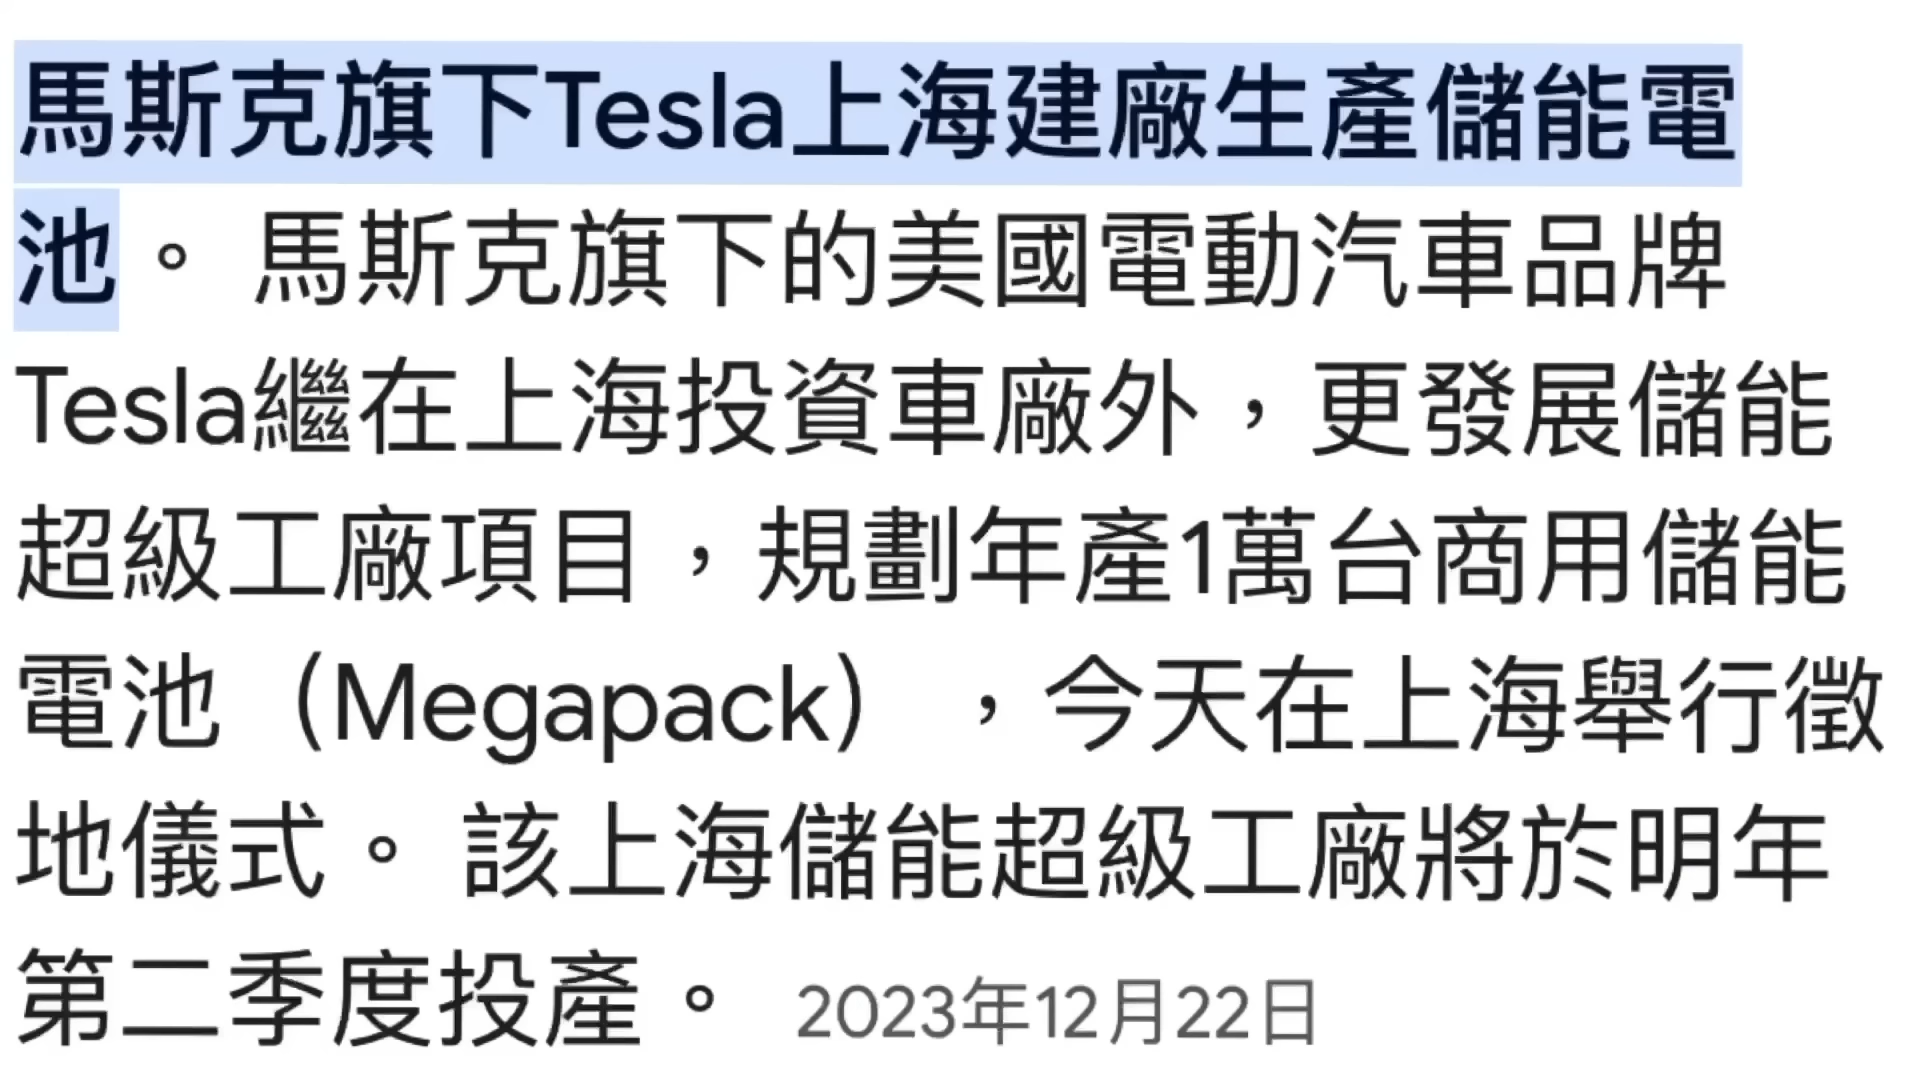 馬斯克旗下Tesla上海建廠生產儲能電
池。 馬斯克旗下的美國電動汽車品牌
Tesla繼在上海投資車廠外，更發展儲能
超級工廠項目，規劃年產1萬台商用儲能
電池（Megapack），今天在上海舉行徵
地儀式。 該上海儲能超級工廠將於明年
第二季度投產。 2023年12月22日